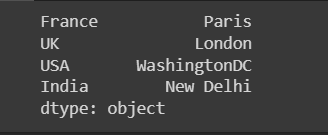 France Paris
UK London
USA WashingtonDC
India New Delhi
dtype: object